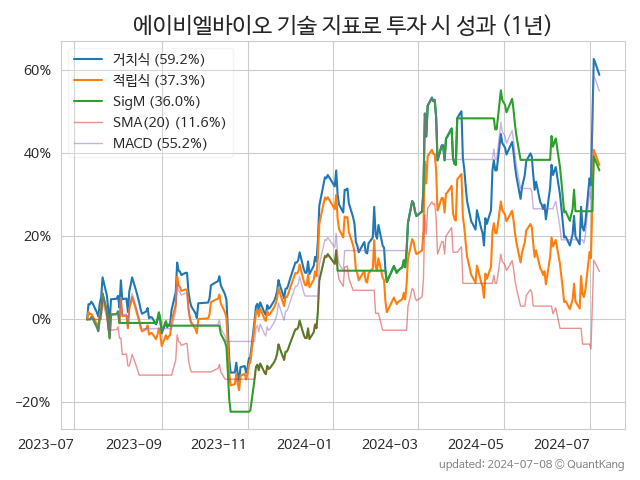 에이비엘바이오 기술 지표로 투자 시 성과 (1년)
거치식 (59.2%)
적립식 (37.3%)
SigM (36.0%)
SMA(20) (11.6%)
MACD (55.2%)
60%
40%
20%
0%
−20%
2023-07 2023-09 2023-11 2024-01 2024-03 2024-05 2024-07
updated: 2024-07-08 © QuantKang